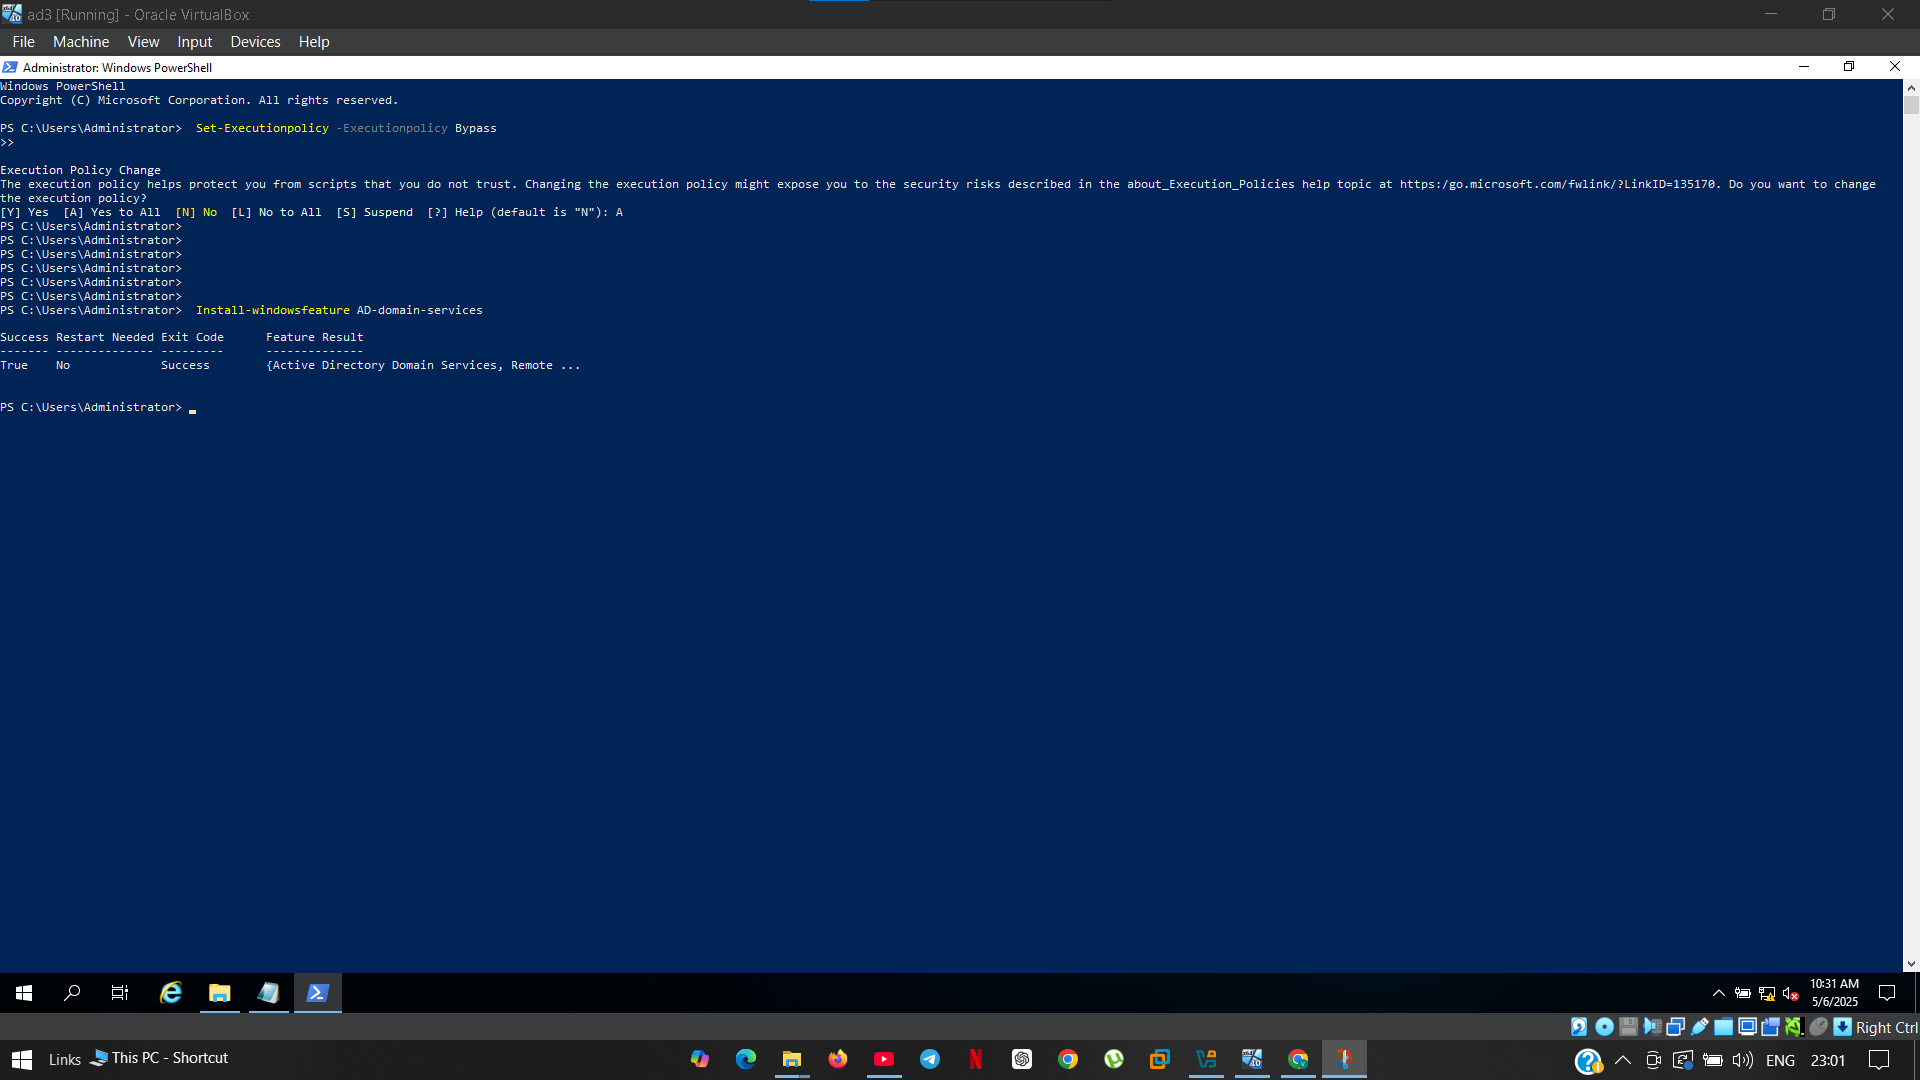 ad3 [Running] - Oracle VirtualBox
File Machine View Input Devices Help
Administrator: Windows PowerShell
Windows PowerShell
Copyright (C) Microsoft Corporation. All rights reserved.
PS C:\Users\Administrator>  Set-Executionpolicy -Executionpolicy Bypass
>>
Execution Policy Change
The execution policy helps protect you from scripts that you do not trust. Changing the execution policy might expose you to the security risks described in the about_Execution_Policies help topic at https:/go.microsoft.com/fwlink/?LinkID=135170. Do you want to change
the execution policy?
[Y] Yes  [A] Yes to All  [N] No  [L] No to All  [S] Suspend  [?] Help (default is "N"): A
PS C:\Users\Administrator>
PS C:\Users\Administrator>
PS C:\Users\Administrator>
PS C:\Users\Administrator>
PS C:\Users\Administrator>
PS C:\Users\Administrator>
PS C:\Users\Administrator>  Install-windowsfeature AD-domain-services
Success Restart Needed Exit Code      Feature Result
------- -------------- ---------      --------------
True    No             Success        {Active Directory Domain Services, Remote ...
PS C:\Users\Administrator>
10:31 AM
5/6/2025
Right Ctrl
Links This PC - Shortcut
ENG 23:01